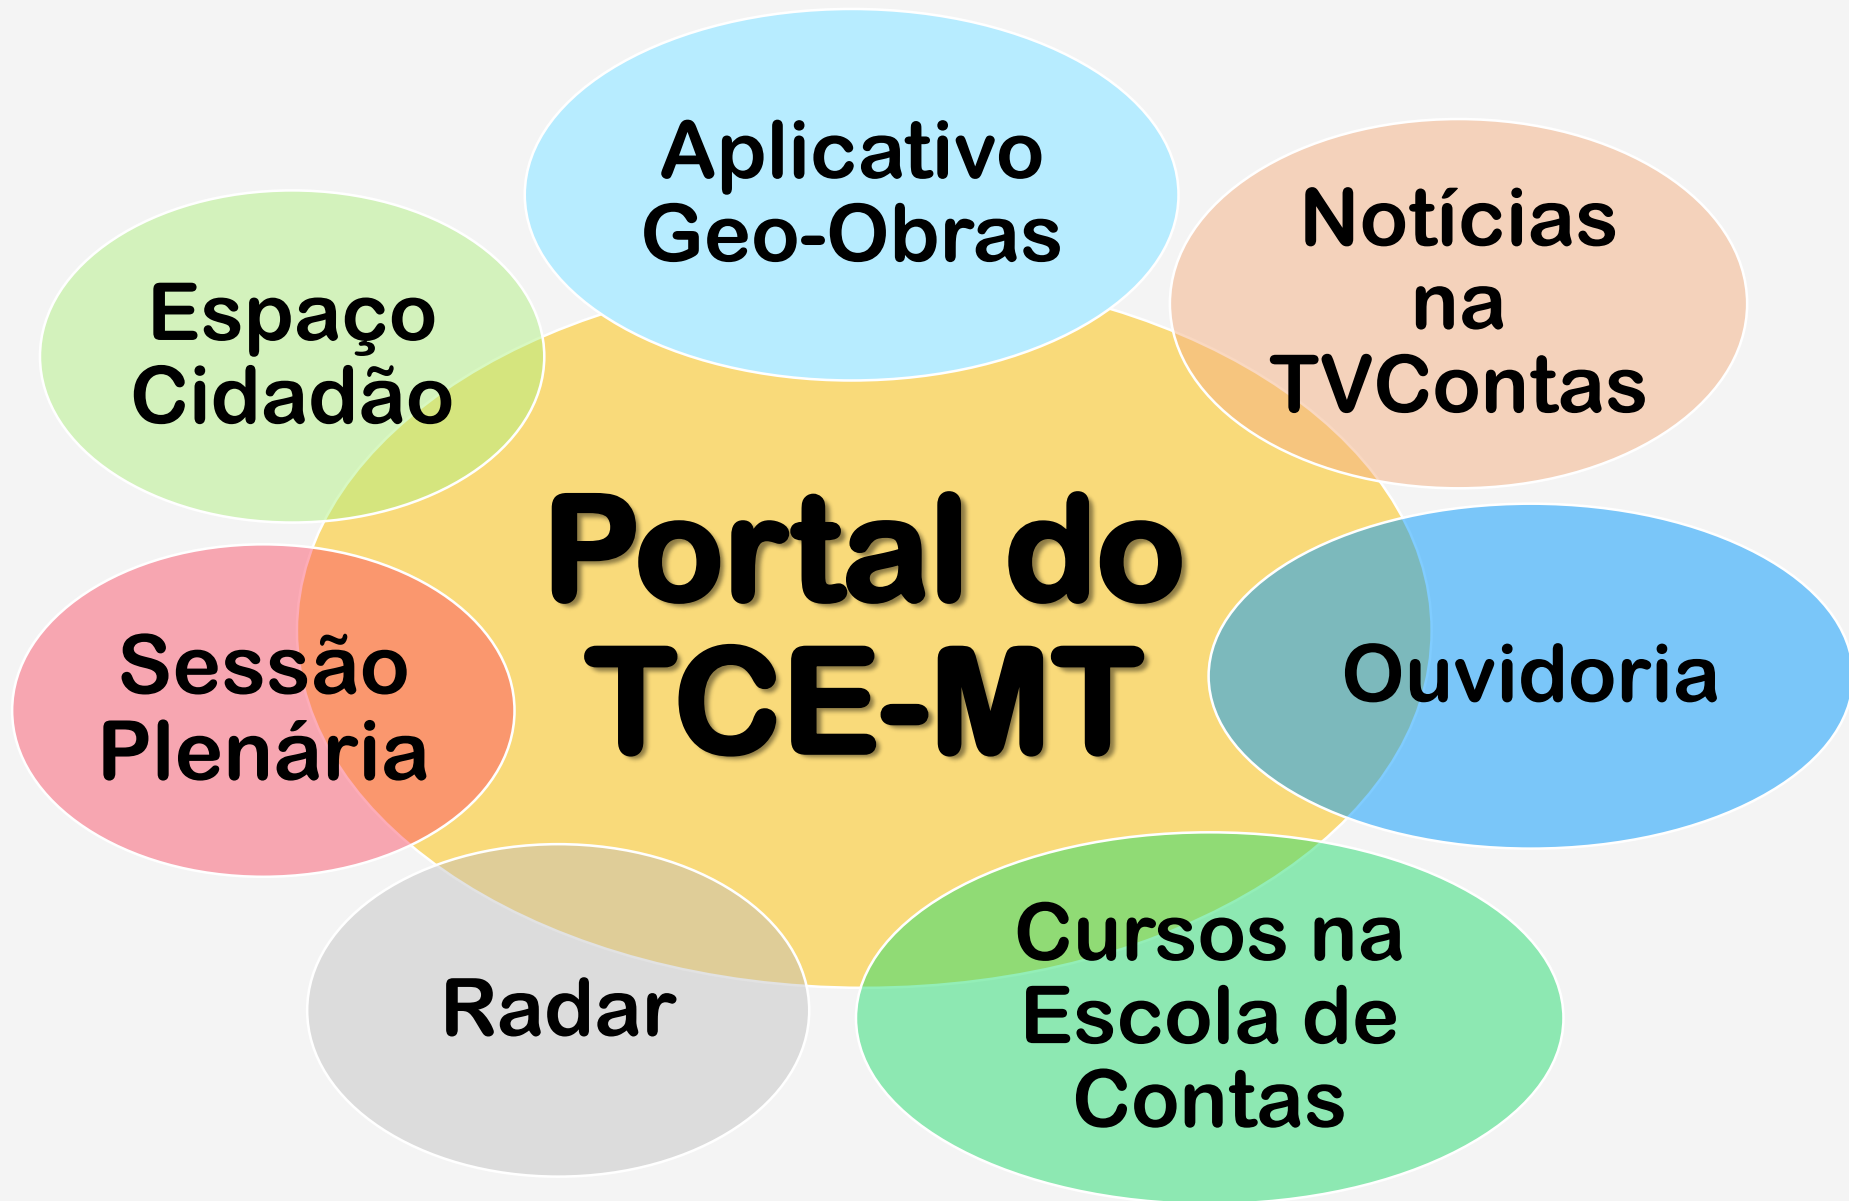 Aplicativo
Geo-Obras
Notícias
na
TVContas
Espaço
Cidadão
Portal do
TCE-MT
Ouvidoria
Sessão
Plenária
Radar
Cursos na
Escola de
Contas